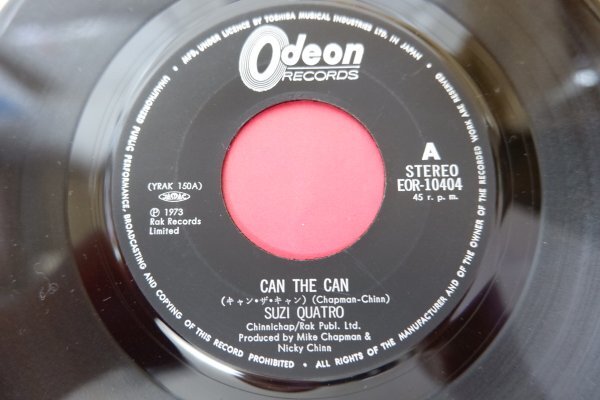 • MFD. UNDER LICENCE BY TOSHIBA MUSICAL INDUSTRIES LTD. IN JAPAN •
Odeon
RECORDS
A
STEREO
EOR-10404
45 r. p. m.
(YRAK 150A)
JASRAC
Ⓟ 1973
Rak Records
Limited
CAN THE CAN
(キャン・ザ・キャン) (Chapman-Chinn)
SUZI QUATRO
Chinnichap/Rak Publ. Ltd.
Produced by Mike Chapman &
Nicky Chinn
UNAUTHORISED PUBLIC PERFORMANCE, BROADCASTING AND COPYING OF THIS RECORD PROHIBITED • ALL RIGHTS OF THE MANUFACTURER AND OF THE OWNER OF THE RECORDED WORK ARE RESERVED